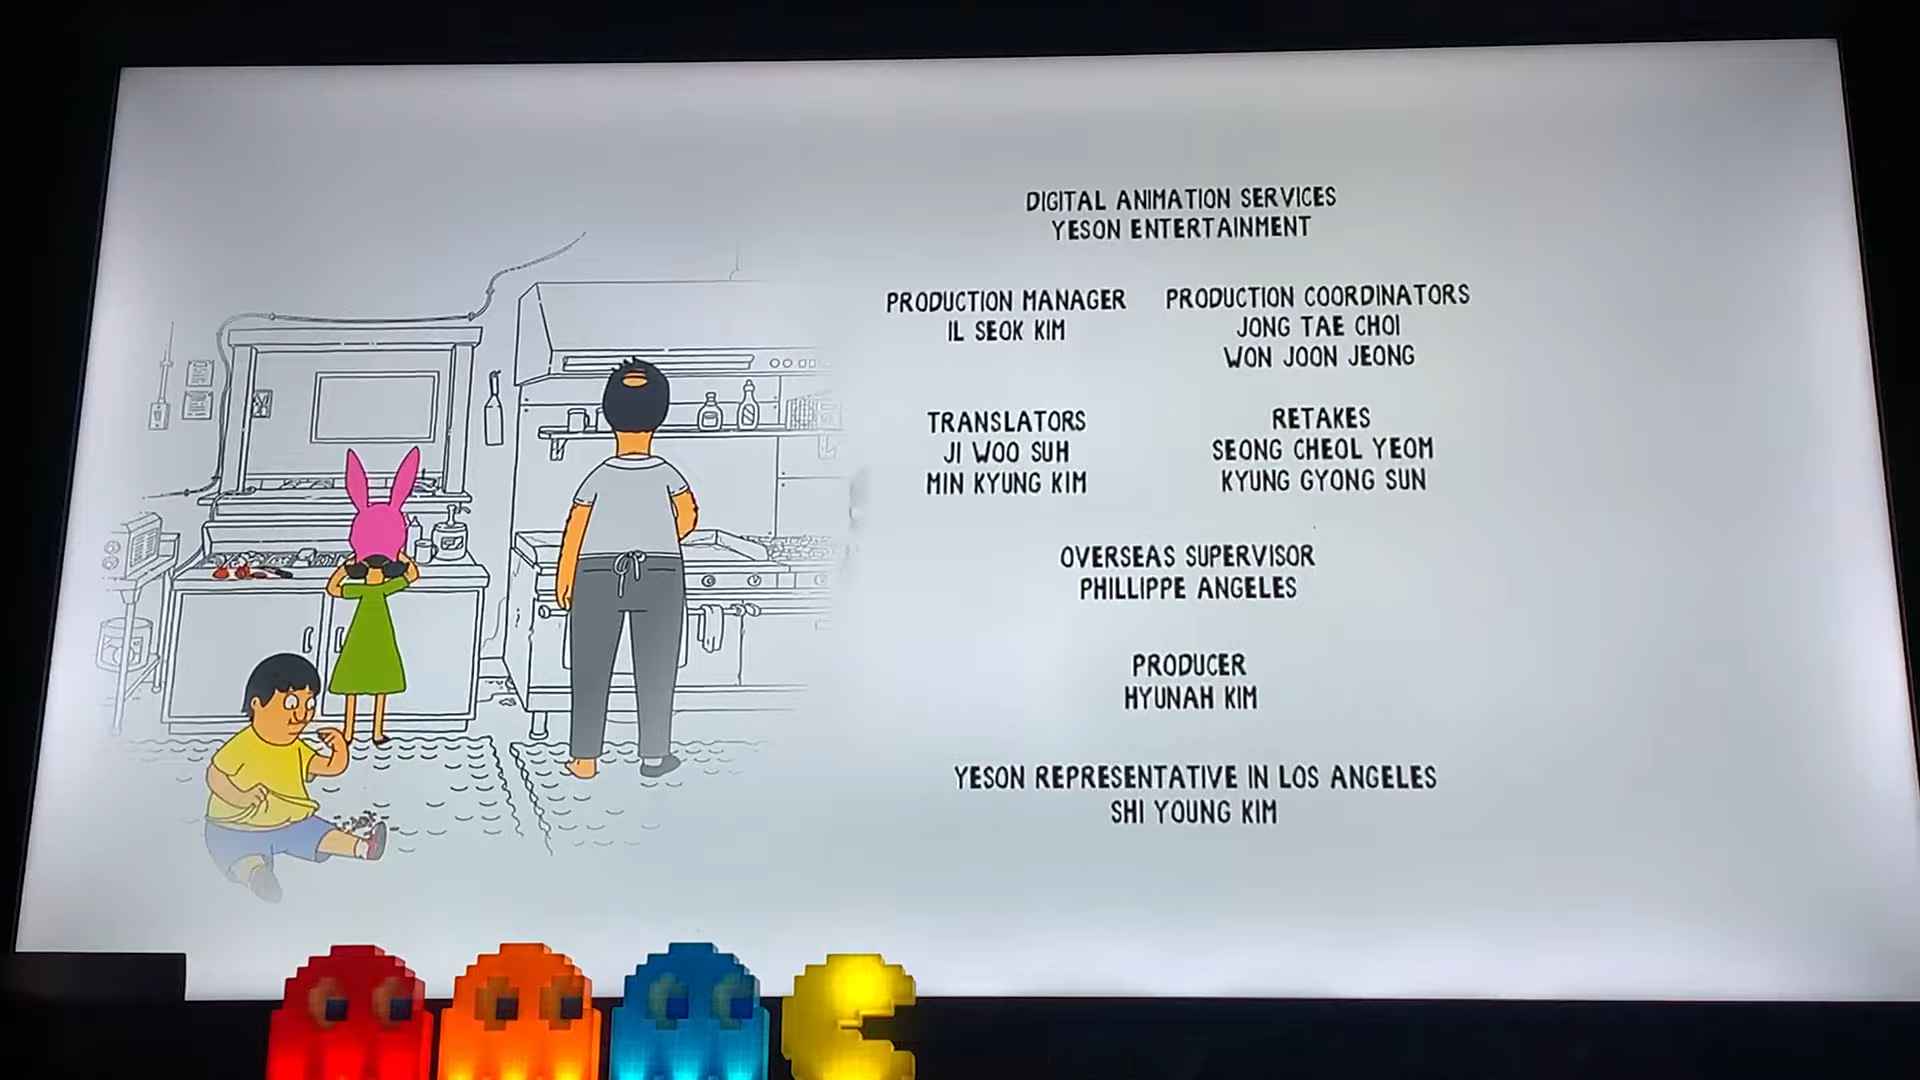 DIGITAL ANIMATION SERVICES
YESON ENTERTAINMENT
PRODUCTION MANAGER
IL SEOK KIM
PRODUCTION COORDINATORS
JONG TAE CHOI
WON JOON JEONG
TRANSLATORS
JI WOO SUH
MIN KYUNG KIM
RETAKES
SEONG CHEOL YEOM
KYUNG GYONG SUN
OVERSEAS SUPERVISOR
PHILLIPPE ANGELES
PRODUCER
HYUNAH KIM
YESON REPRESENTATIVE IN LOS ANGELES
SHI YOUNG KIM